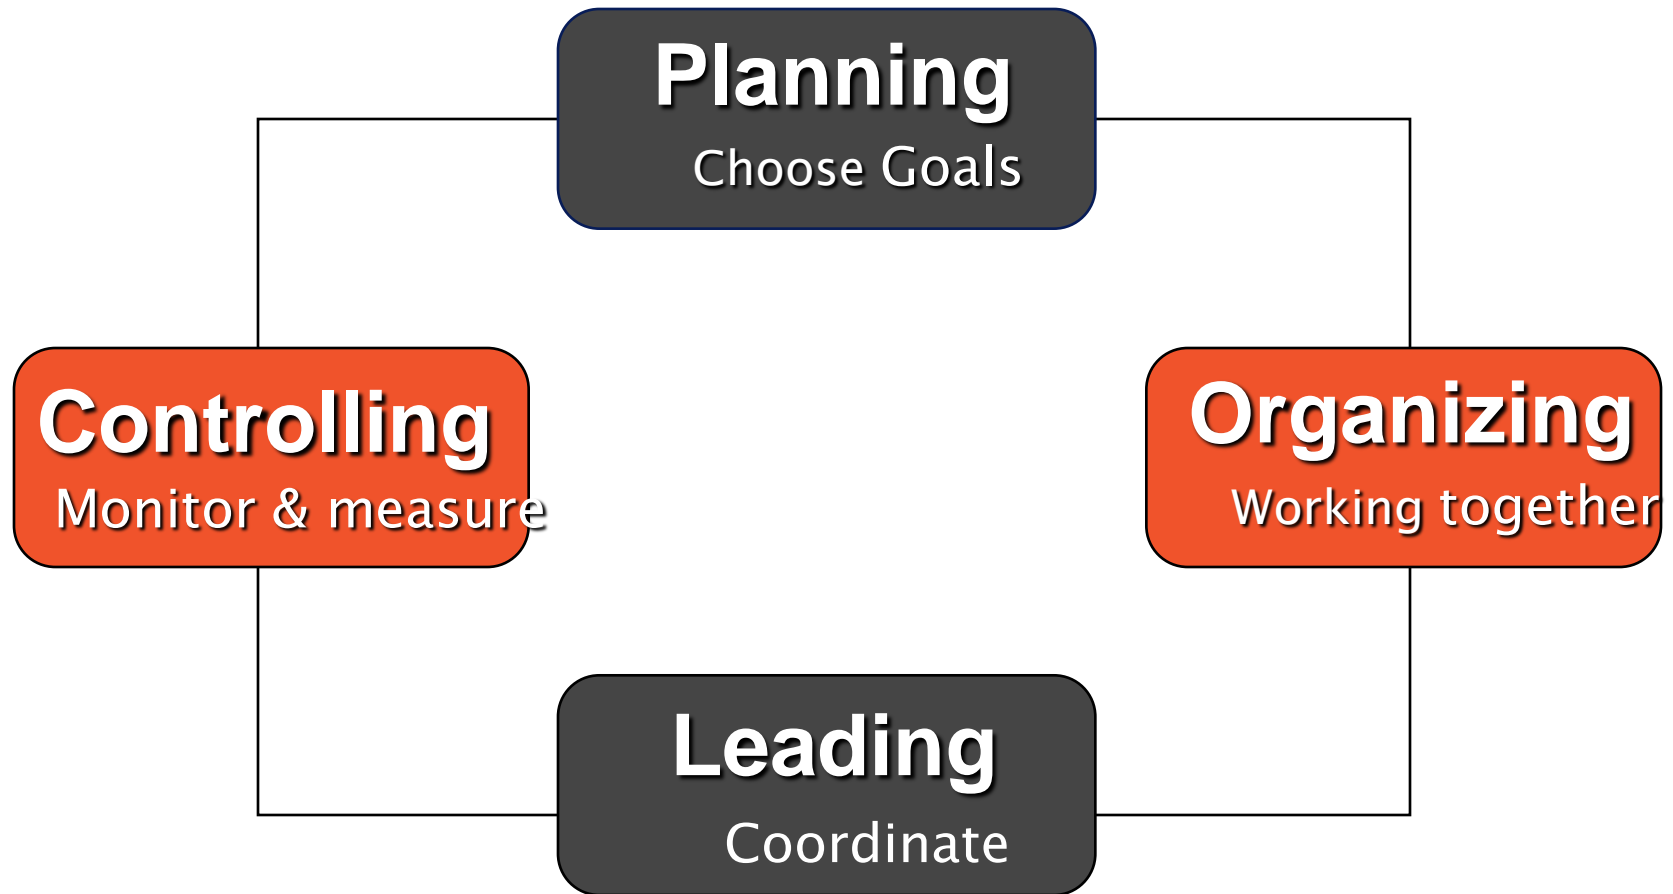 Planning
Choose Goals
Controlling
Monitor & measure
Organizing
Working together
Leading
Coordinate